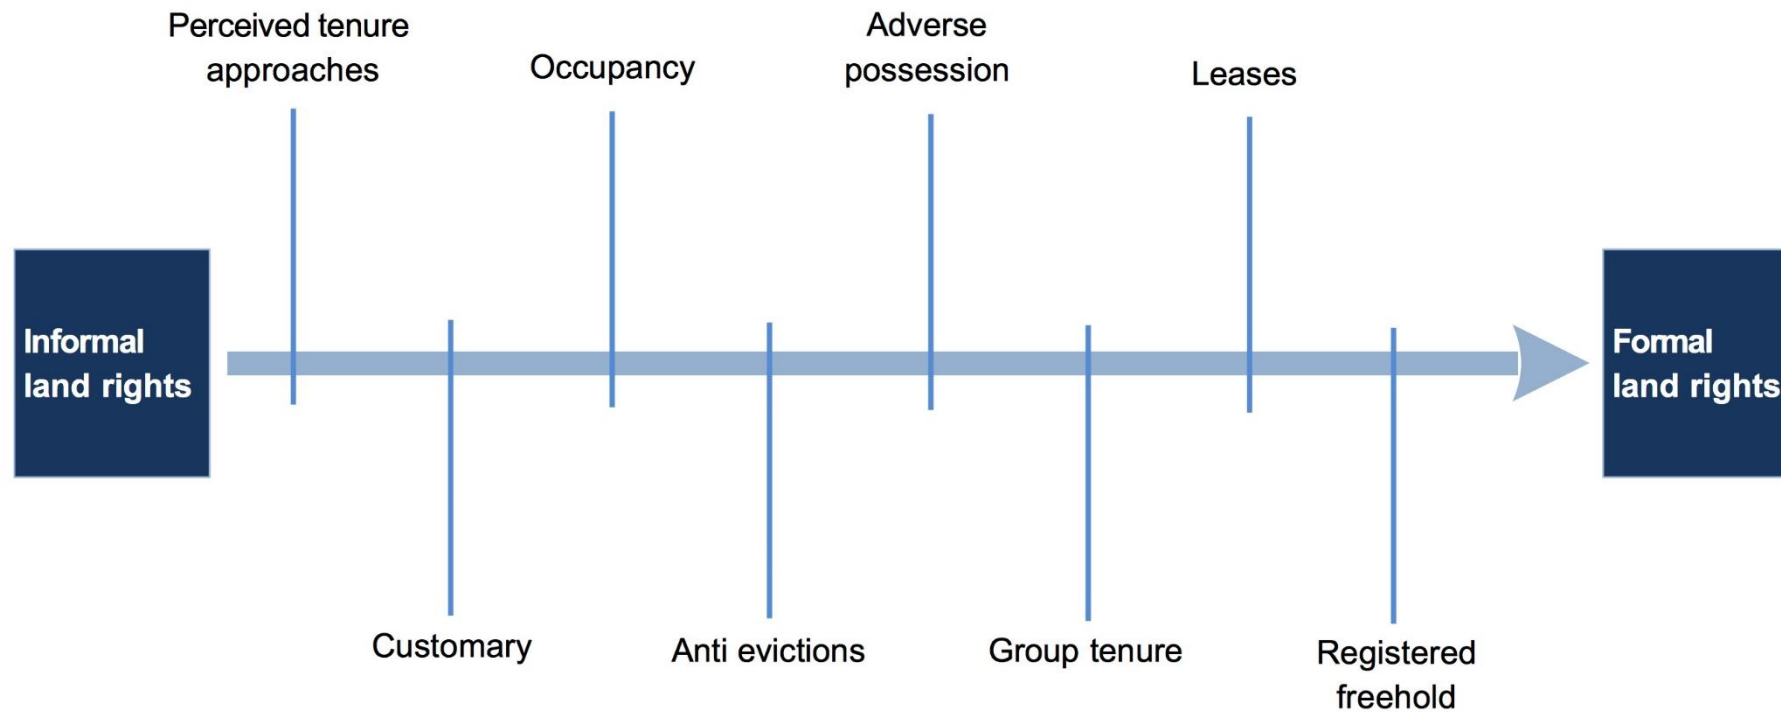 Perceived tenure
approaches
Occupancy
Adverse
possession
Leases
Informal
land rights
Formal
land rights
Customary
Anti evictions
Group tenure
Registered
freehold